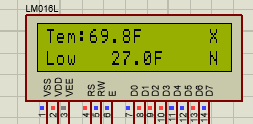 LM016L
Tem:69.8F X
Low 27.0F N
VSS VDD VEE RS RW E D0 D1 D2 D3 D4 D5 D6 D7
1 2 3 4 5 6 7 8 9 10 11 12 13 14